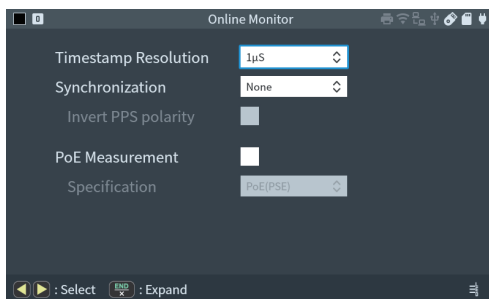 0 Online Monitor
Timestamp Resolution 1µS
Synchronization None
Invert PPS polarity
PoE Measurement
Specification PoE(PSE)
: Select END × : Expand